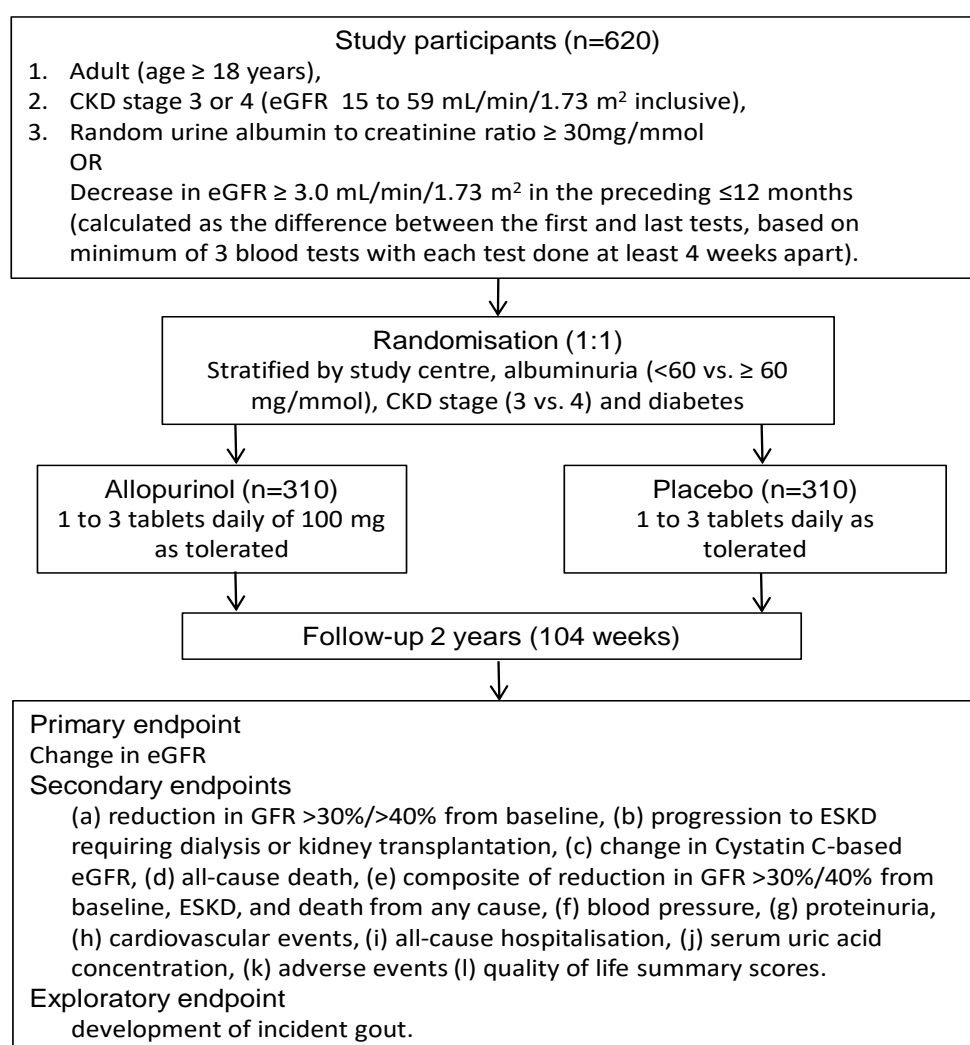 Study participants (n=620)
1. Adult (age ≥ 18 years),
2. CKD stage 3 or 4 (eGFR 15 to 59 mL/min/1.73 m² inclusive),
3. Random urine albumin to creatinine ratio ≥ 30mg/mmol
OR
Decrease in eGFR ≥ 3.0 mL/min/1.73 m² in the preceding ≤12 months
(calculated as the difference between the first and last tests, based on
minimum of 3 blood tests with each test done at least 4 weeks apart).
Randomisation (1:1)
Stratified by study centre, albuminuria (<60 vs. ≥ 60
mg/mmol), CKD stage (3 vs. 4) and diabetes
Allopurinol (n=310)
1 to 3 tablets daily of 100 mg
as tolerated
Placebo (n=310)
1 to 3 tablets daily as
tolerated
Follow-up 2 years (104 weeks)
Primary endpoint
Change in eGFR
Secondary endpoints
(a) reduction in GFR >30%/>40% from baseline, (b) progression to ESKD
requiring dialysis or kidney transplantation, (c) change in Cystatin C-based
eGFR, (d) all-cause death, (e) composite of reduction in GFR >30%/40% from
baseline, ESKD, and death from any cause, (f) blood pressure, (g) proteinuria,
(h) cardiovascular events, (i) all-cause hospitalisation, (j) serum uric acid
concentration, (k) adverse events (l) quality of life summary scores.
Exploratory endpoint
development of incident gout.